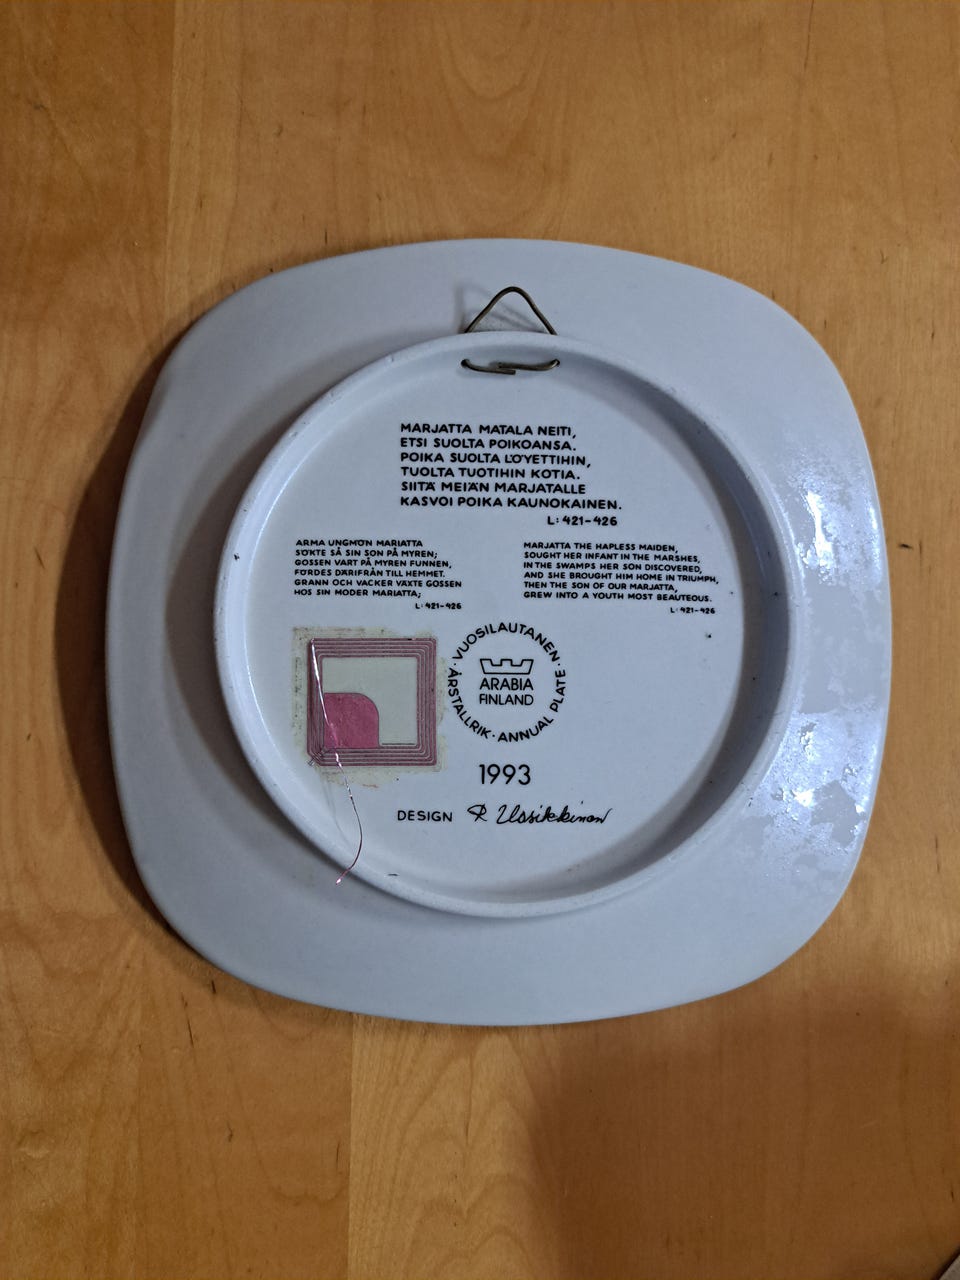 MARJATTA MATALA NEITI,
ETSI SUOLTA POIKOANSA.
POIKA SUOLTA LÖYETTIHIN,
TUOLTA TUOTIHIN KOTIA.
SIITÄ MEIÄN MARJATALLE
KASVOI POIKA KAUNOKAINEN.
L: 421-426
ARMA UNGMÖN MARIATTA
SÖKTE SÅ SIN SON PÅ MYREN;
GOSSEN VART PÅ MYREN FUNNEN,
FÖRDES DÄRIFRÅN TILL HEMMET.
GRANN OCH VACKER VÄXTE GOSSEN
HOS SIN MODER MARIATTA;
L: 421-426
MARJATTA THE HAPLESS MAIDEN,
SOUGHT HER INFANT IN THE MARSHES,
IN THE SWAMPS HER SON DISCOVERED,
AND SHE BROUGHT HIM HOME IN TRIUMPH,
THEN THE SON OF OUR MARJATTA,
GREW INTO A YOUTH MOST BEAUTEOUS.
L: 421-426
· VUOSILAUTANEN ·
ARABIA
FINLAND
ÅRSTALLRIK · ANNUAL PLATE
1993
DESIGN R Uosikkinen